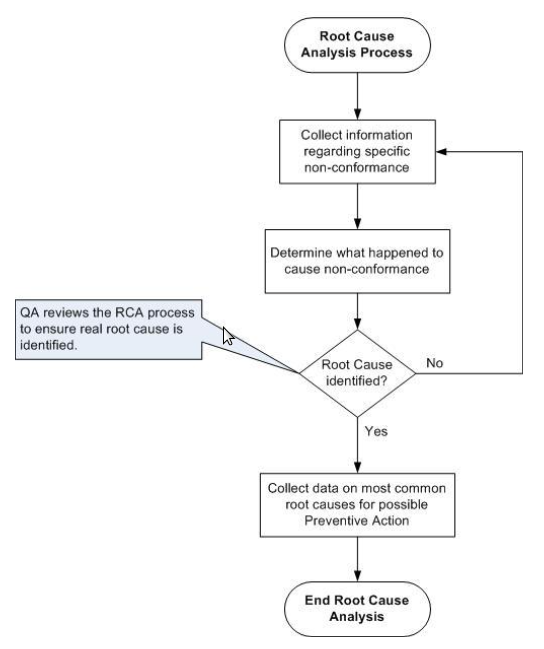 Root Cause
Analysis Process
Collect information
regarding specific
non-conformance
Determine what happened to
cause non-conformance
QA reviews the RCA process
to ensure real root cause is
identified.
Root Cause
identified?
No
Yes
Collect data on most common
root causes for possible
Preventive Action
End Root Cause
Analysis